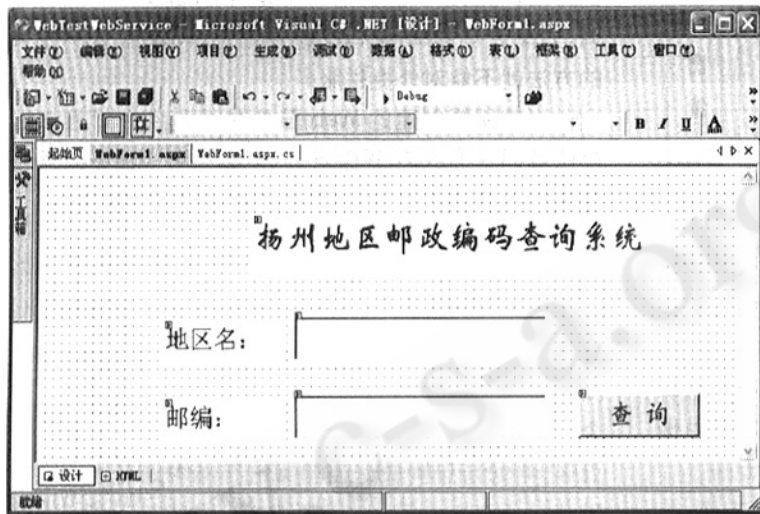 WebTestWebService - Microsoft Visual C# .NET [设计] - WebForm1.aspx
文件(F) 编辑(E) 视图(V) 项目(P) 生成(B) 调试(D) 数据(A) 格式(O) 表(L) 框架(R) 工具(T) 窗口(W)
帮助(H)
Debug
B I U A
起始页 WebForm1.aspx WebForm1.aspx.cs
工具箱
扬州地区邮政编码查询系统
地区名:
邮编:
查 询
设计 HTML
就绪
c-s-a.org